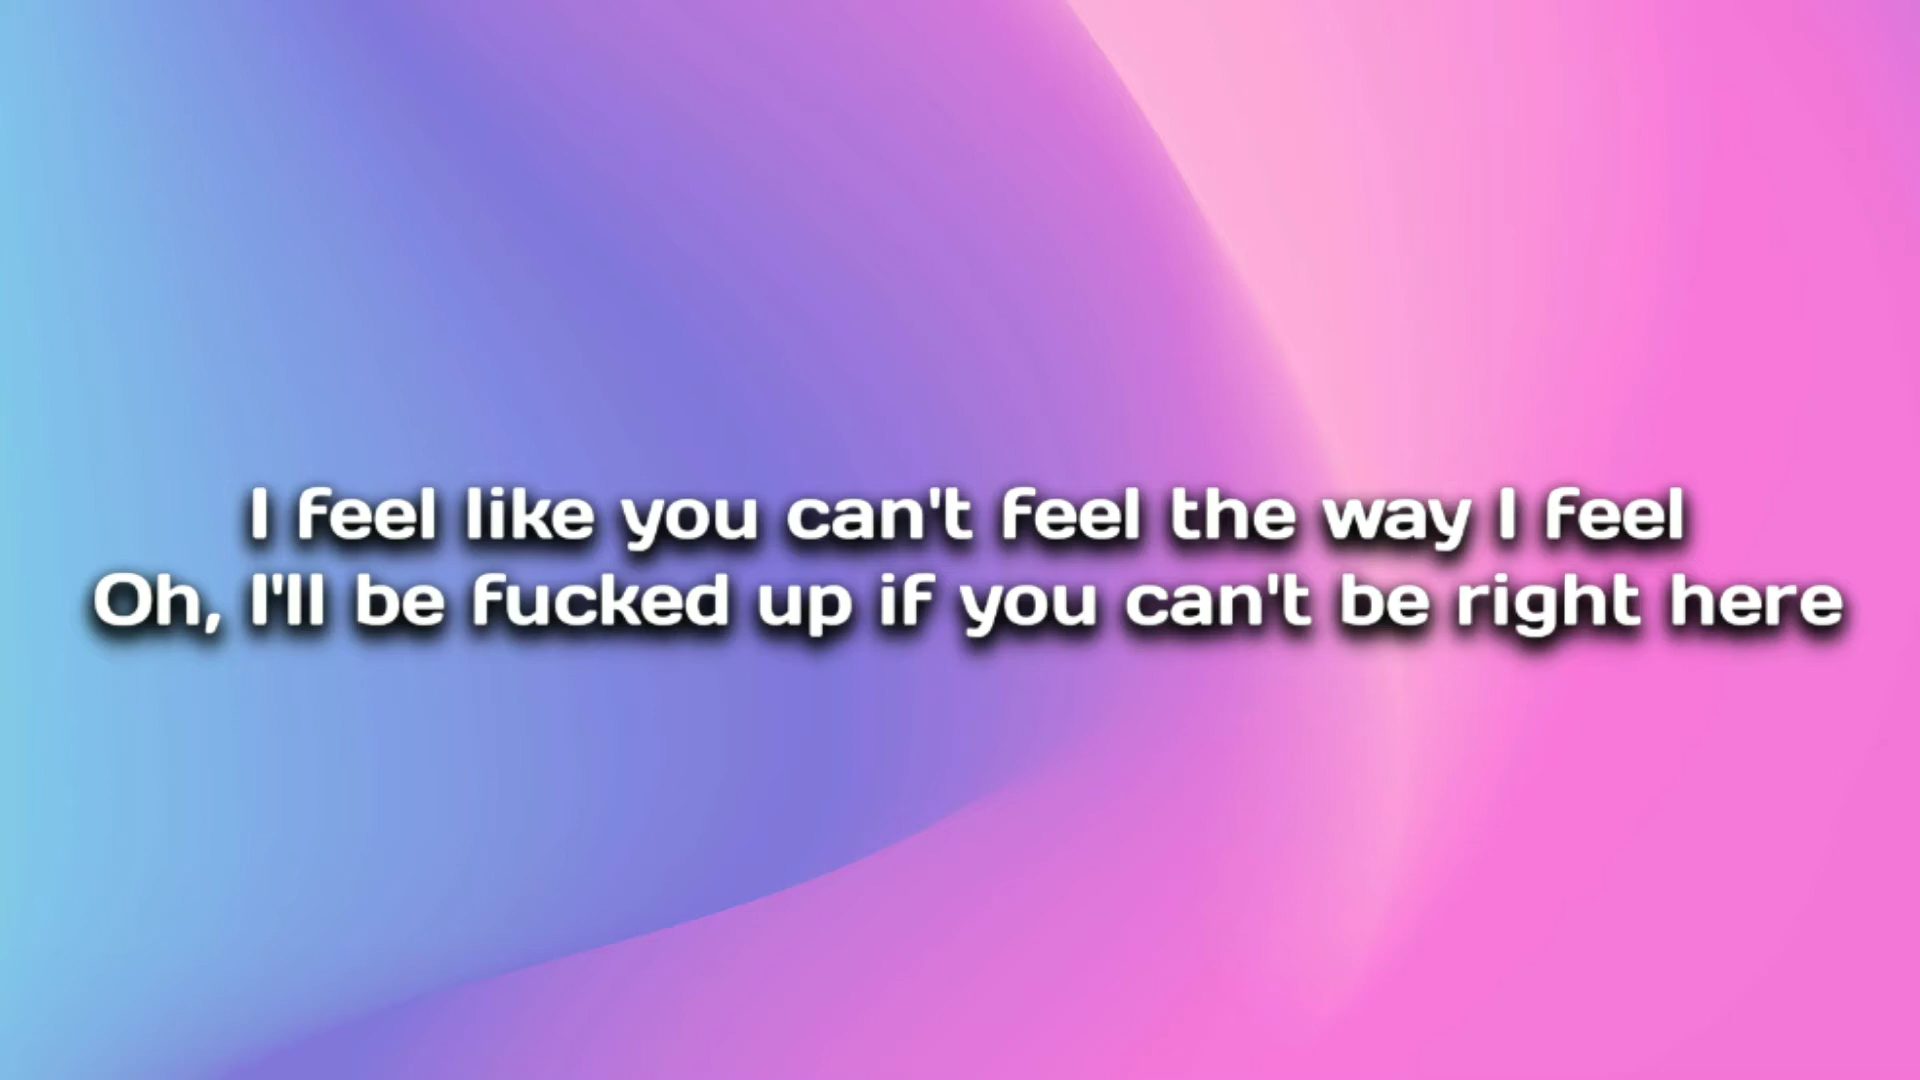 I feel like you can't feel the way I feel
Oh, I'll be fucked up if you can't be right here